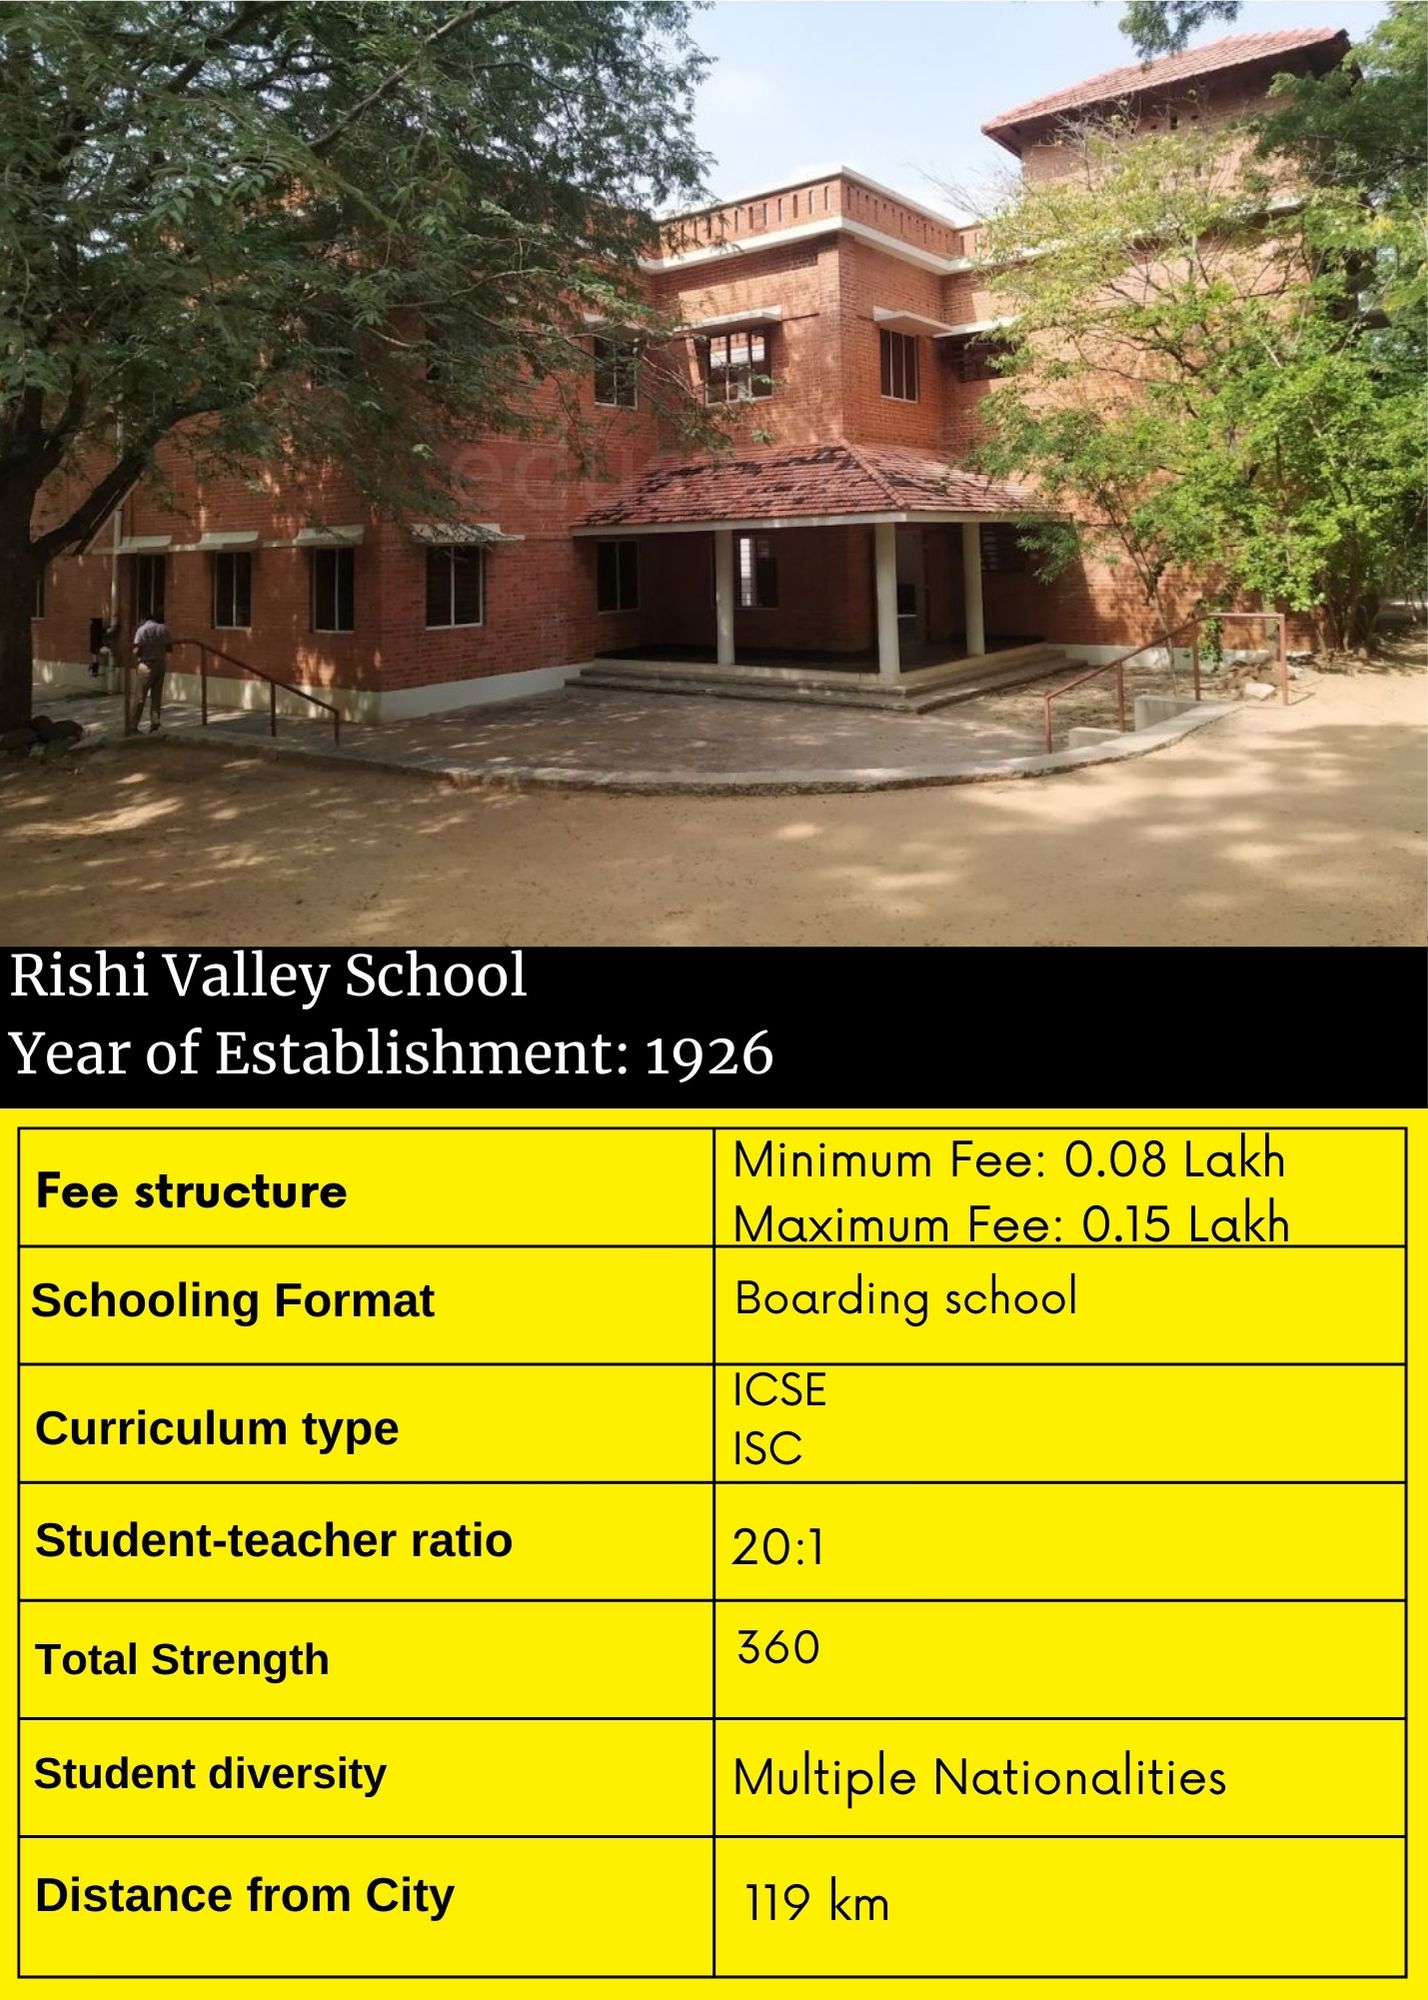 Rishi Valley School
Year of Establishment: 1926
Fee structure
Minimum Fee: 0.08 Lakh
Maximum Fee: 0.15 Lakh
Schooling Format
Boarding school
Curriculum type
ICSE
ISC
Student-teacher ratio
20:1
Total Strength
360
Student diversity
Multiple Nationalities
Distance from City
119 km